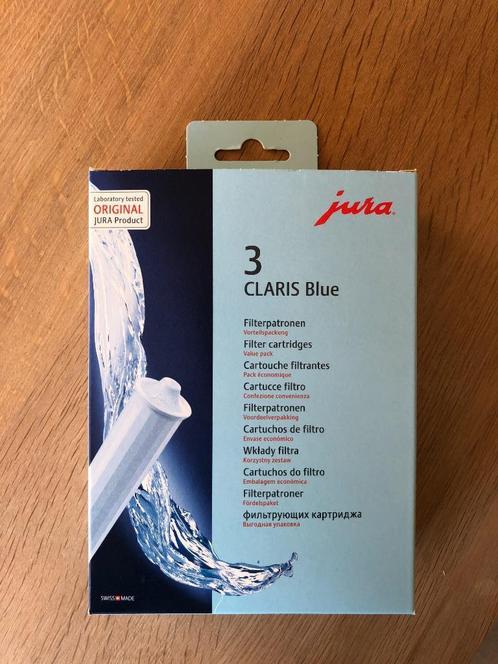 Laboratory tested
ORIGINAL
JURA Product
jura
3
CLARIS Blue
Filterpatronen
Vorteilspackung
Filter cartridges
Value pack
Cartouche filtrantes
Pack économique
Cartucce filtro
Confezione convenienza
Filterpatronen
Voordeelverpakking
Cartuchos de filtro
Envase económico
Wkłady filtra
Korzystny zestaw
Cartuchos do filtro
Embalagem económica
Filterpatroner
Fördelspaket
фильтрующих картриджа
Выгодная упаковка
SWISS MADE